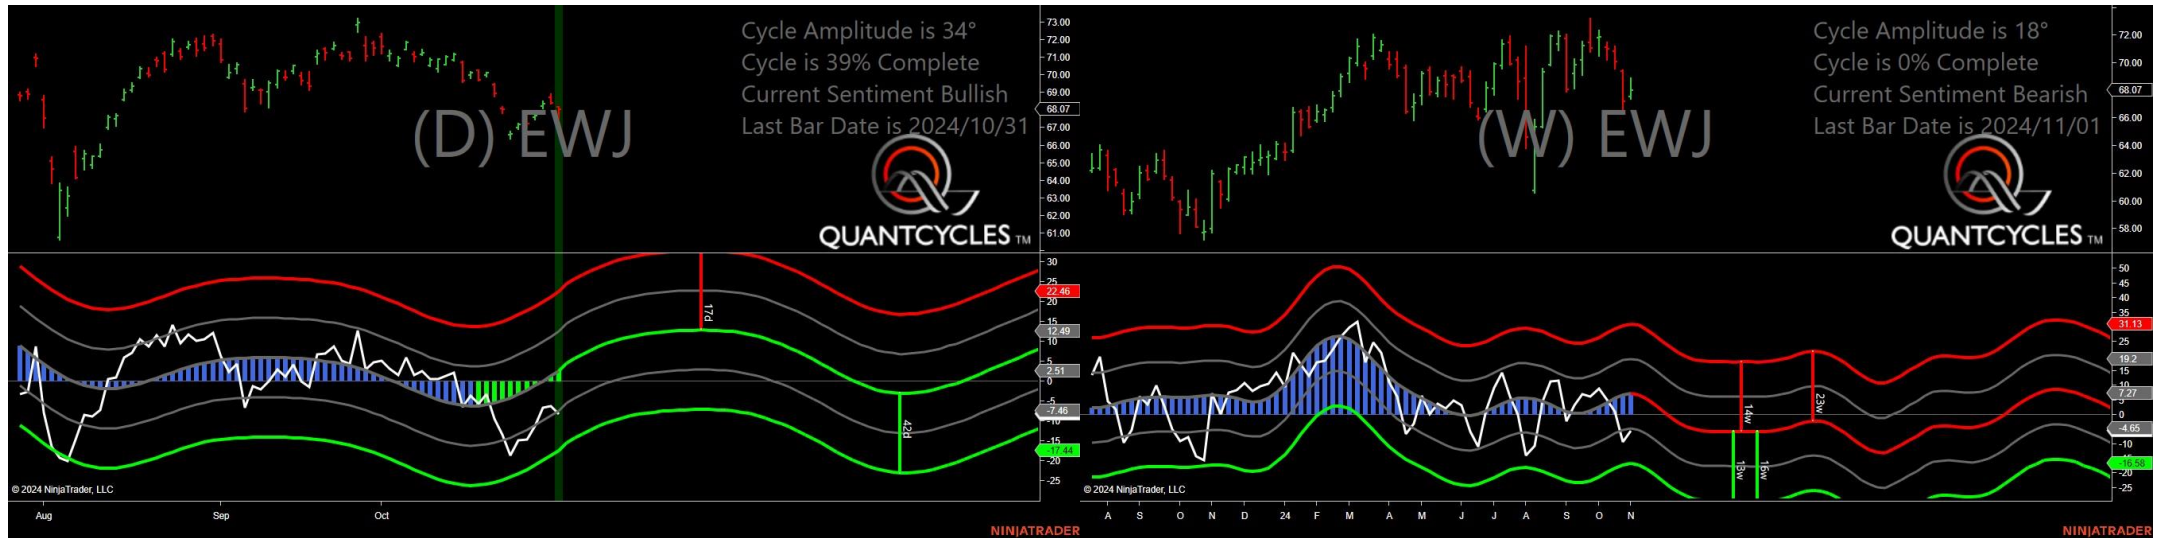 Cycle Amplitude is 34°
Cycle is 39% Complete
Current Sentiment Bullish
Last Bar Date is 2024/10/31
(D) EWJ
QUANTCYCLES TM
73.00
72.00
71.00
70.00
69.00
68.07
67.00
66.00
65.00
64.00
63.00
62.00
61.00
30
25
22.46
20
15
12.49
10
5
2.51
0
-5
-7.46
-10
-15
-17.44
-20
-25
17d
42d
© 2024 NinjaTrader, LLC
Aug Sep Oct
NINJATRADER
Cycle Amplitude is 18°
Cycle is 0% Complete
Current Sentiment Bearish
Last Bar Date is 2024/11/01
(W) EWJ
QUANTCYCLES TM
72.00
70.00
68.07
66.00
64.00
62.00
60.00
58.00
50
45
40
35
31.13
25
19.2
15
10
7.27
5
0
-4.65
-10
-16.58
-20
-25
14w
23w
13w
16w
© 2024 NinjaTrader, LLC
A S O N D 24 F M A M J J A S O N
NINJATRADER